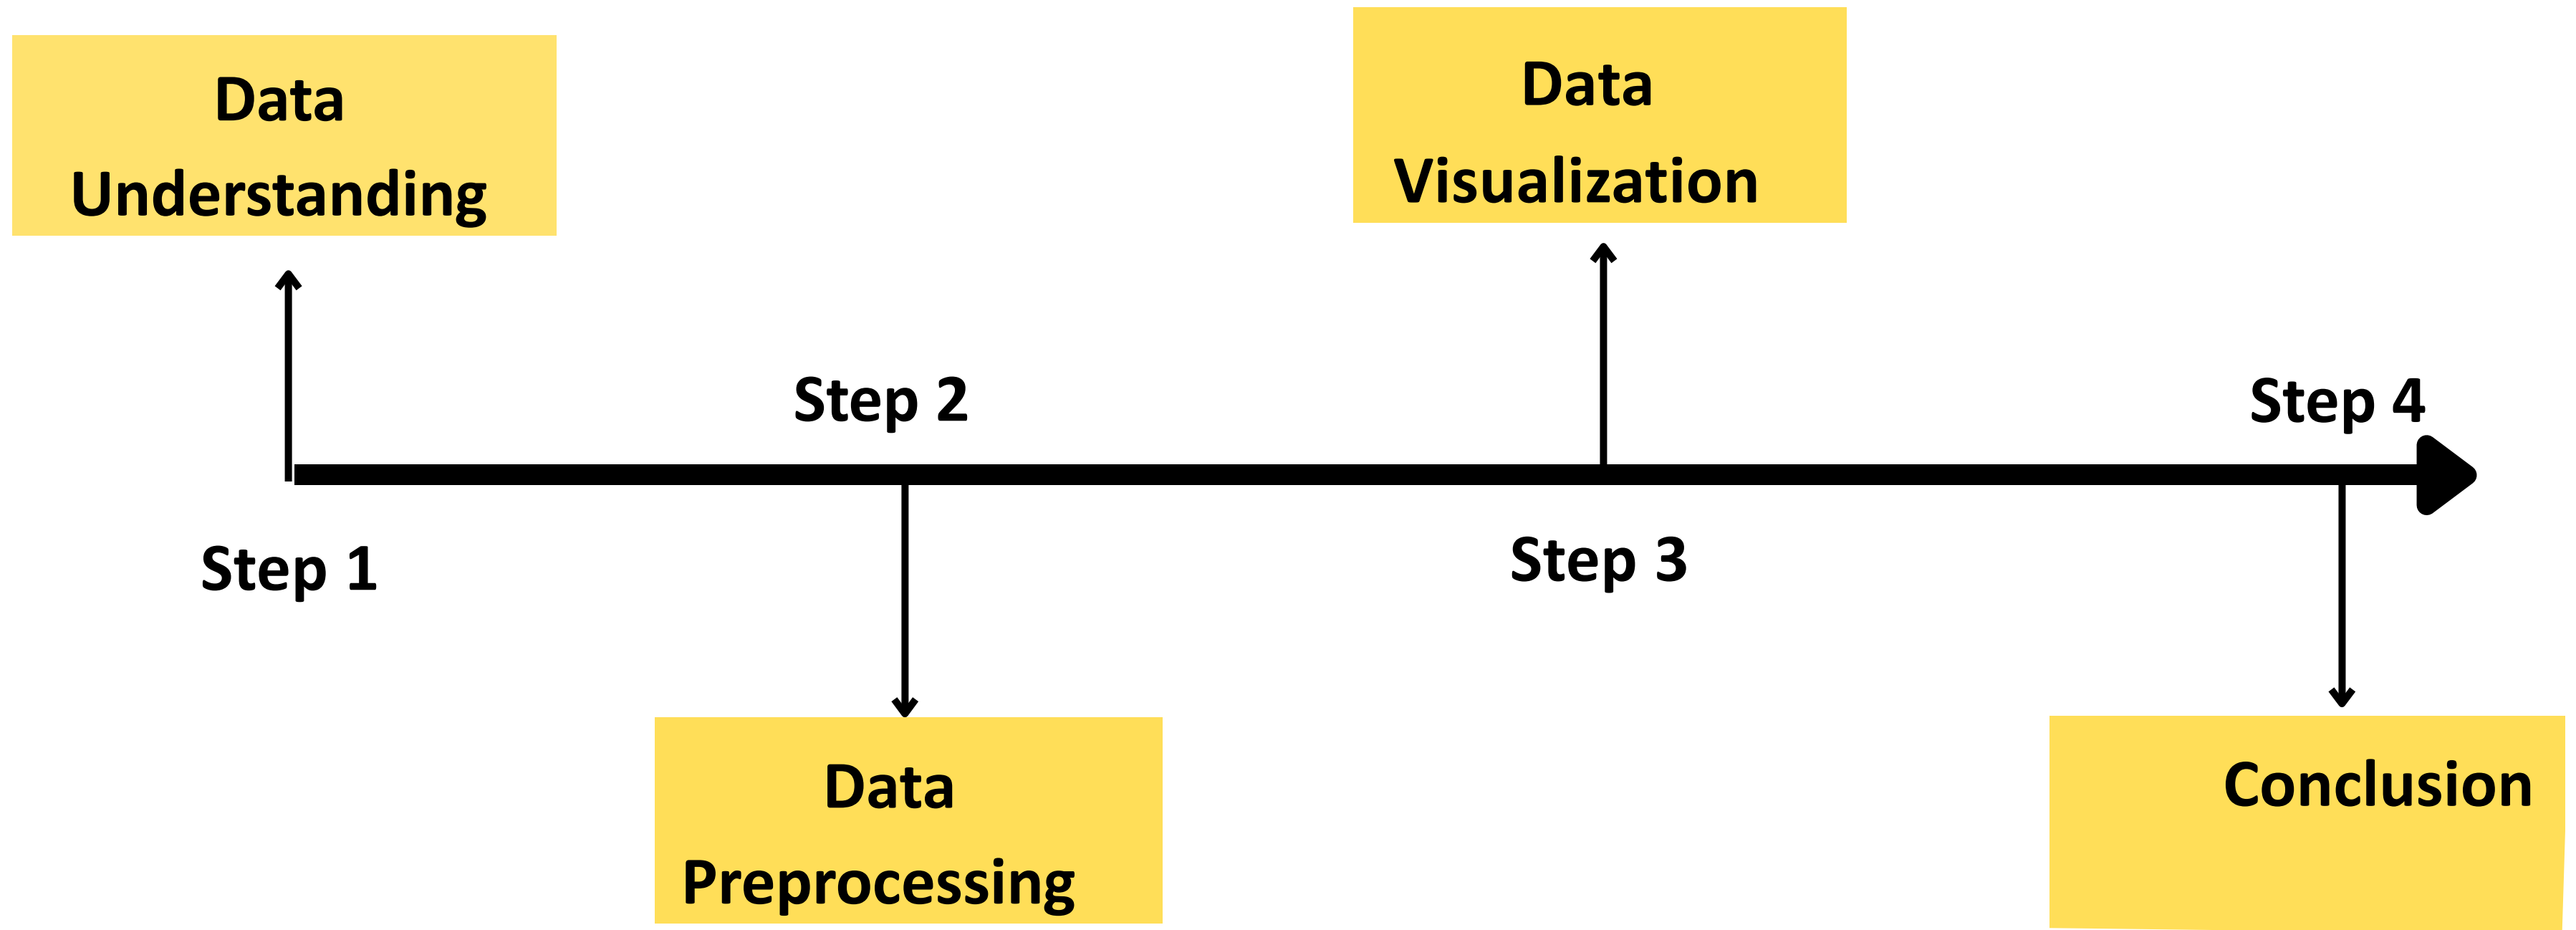 Data
Understanding
Step 1
Step 2
Data
Preprocessing
Data
Visualization
Step 3
Step 4
Conclusion